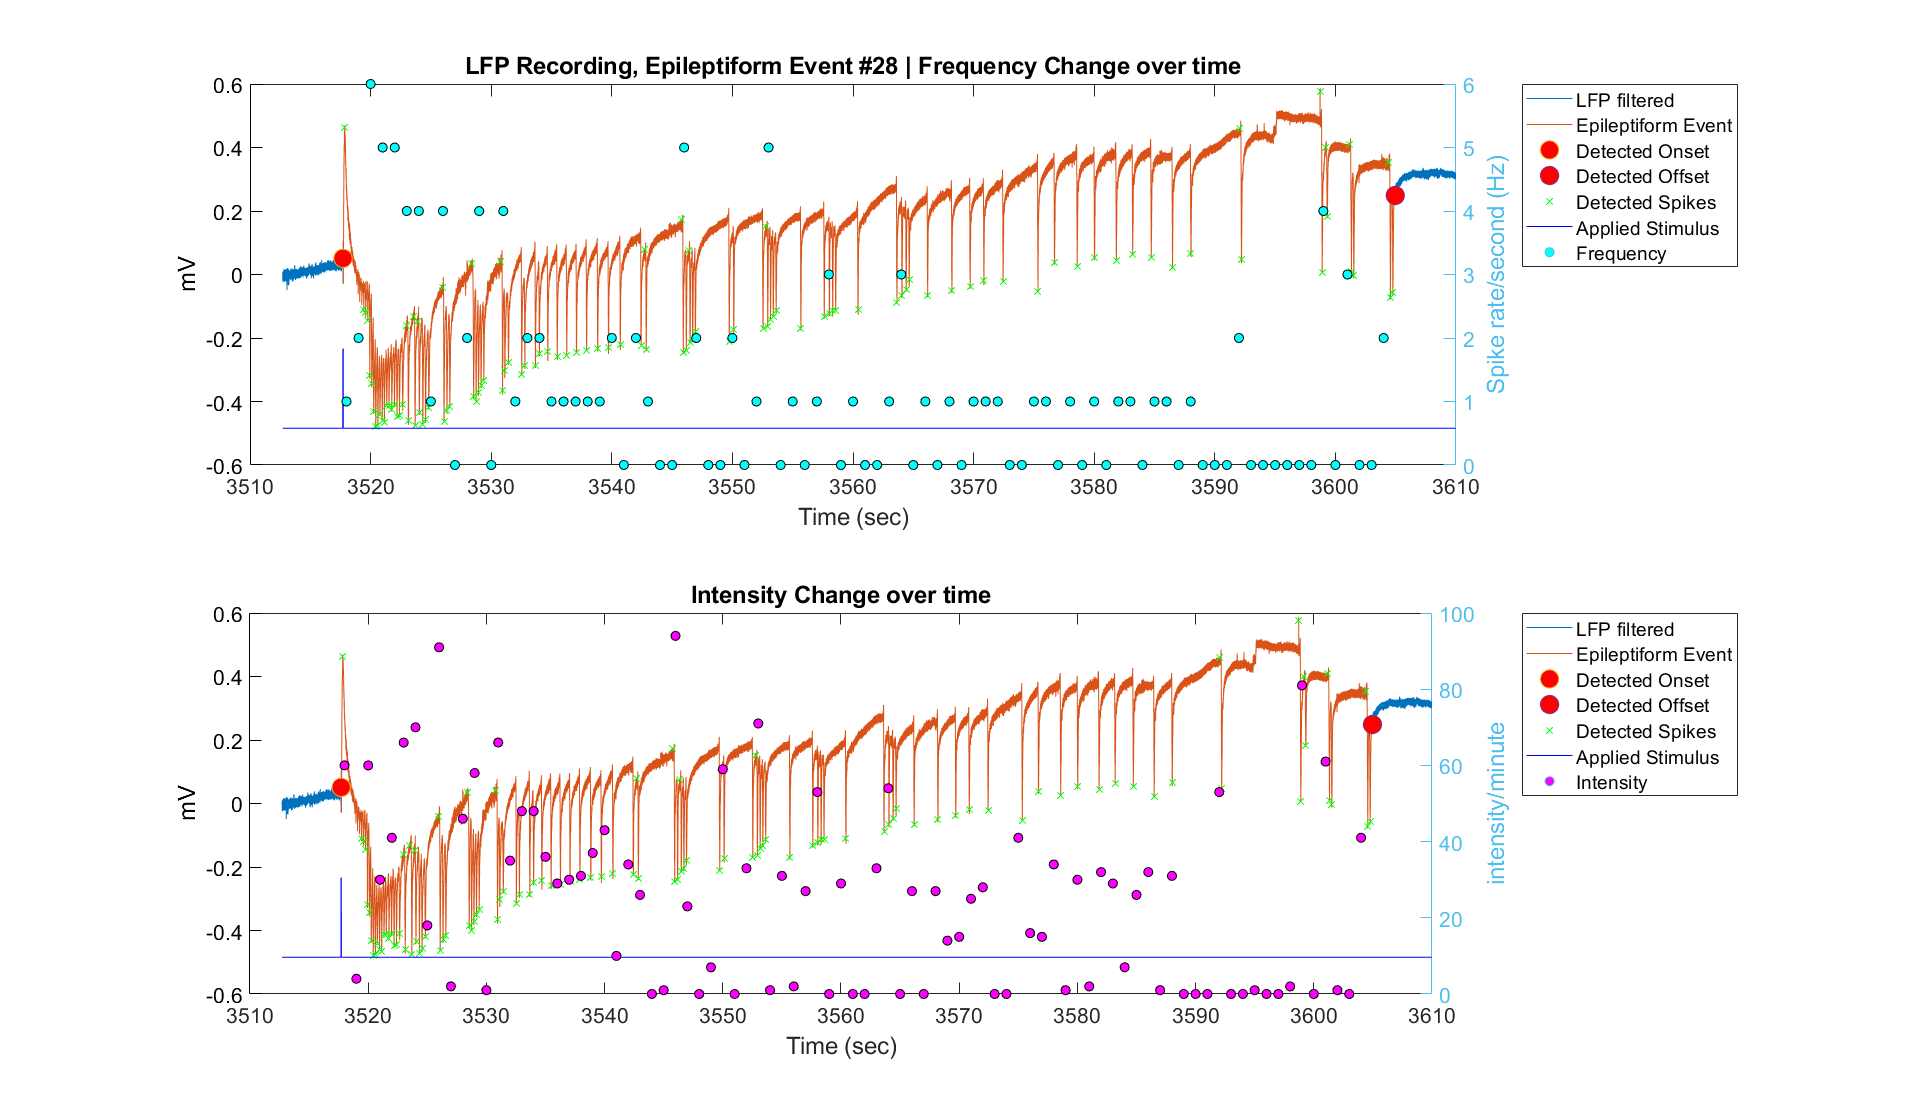 LFP Recording, Epileptiform Event #28 | Frequency Change over time
0.6
0.4
0.2
0
-0.2
-0.4
-0.6
mV
6
5
4
3
2
1
0
Spike rate/second (Hz)
3510 3520 3530 3540 3550 3560 3570 3580 3590 3600 3610
Time (sec)
LFP filtered
Epileptiform Event
Detected Onset
Detected Offset
Detected Spikes
Applied Stimulus
Frequency
Intensity Change over time
0.6
0.4
0.2
0
-0.2
-0.4
-0.6
mV
100
80
60
40
20
0
intensity/minute
3510 3520 3530 3540 3550 3560 3570 3580 3590 3600 3610
Time (sec)
LFP filtered
Epileptiform Event
Detected Onset
Detected Offset
Detected Spikes
Applied Stimulus
Intensity